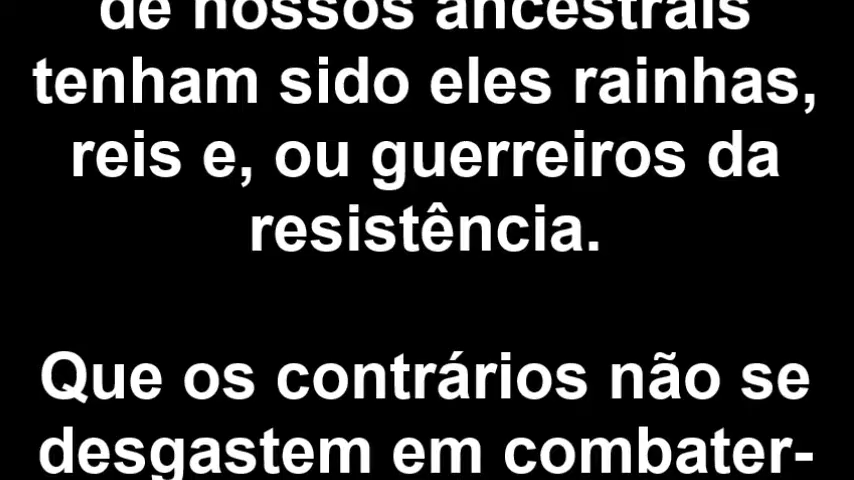 de nossos ancestrais
tenham sido eles rainhas,
reis e, ou guerreiros da
resistência.
Que os contrários não se
desgastem em combater-